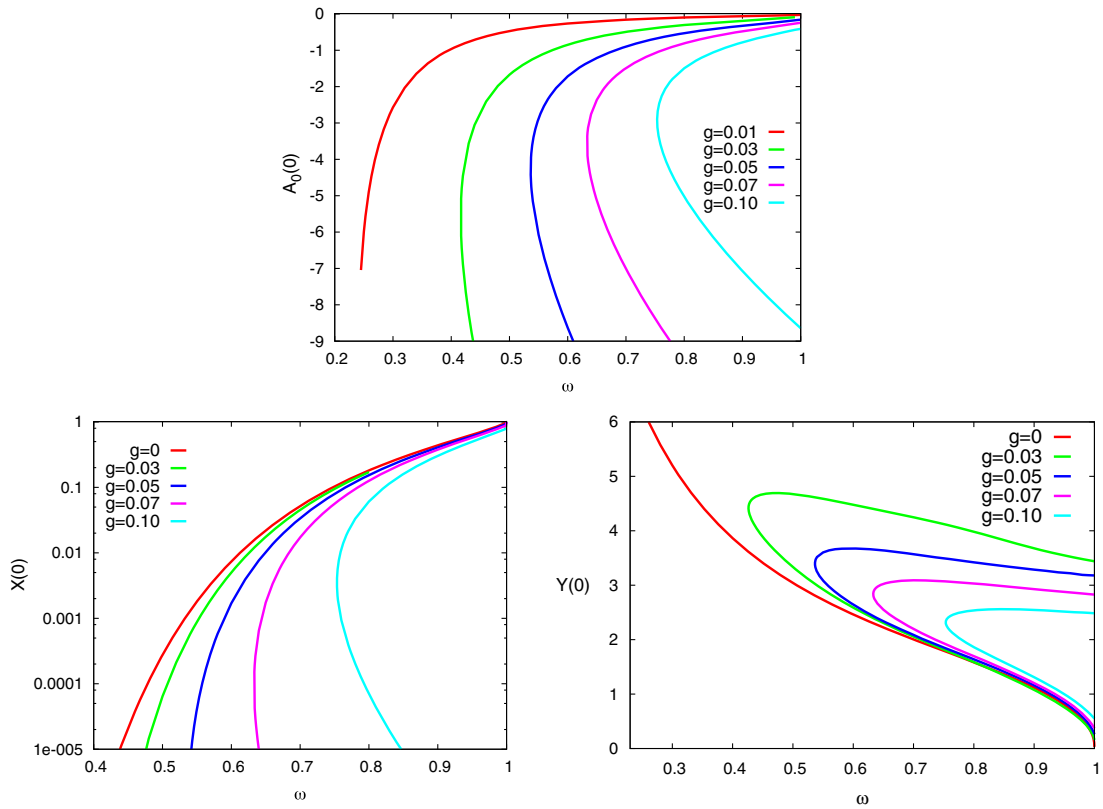 0
-1
-2
-3
-4
-5
-6
-7
-8
-9
A0(0)
g=0.01
g=0.03
g=0.05
g=0.07
g=0.10
0.2 0.3 0.4 0.5 0.6 0.7 0.8 0.9 1
ω
1
0.1
0.01
0.001
0.0001
1e-005
X(0)
g=0
g=0.03
g=0.05
g=0.07
g=0.10
0.4 0.5 0.6 0.7 0.8 0.9 1
ω
6
5
4
3
2
1
0
Y(0)
g=0
g=0.03
g=0.05
g=0.07
g=0.10
0.3 0.4 0.5 0.6 0.7 0.8 0.9 1
ω